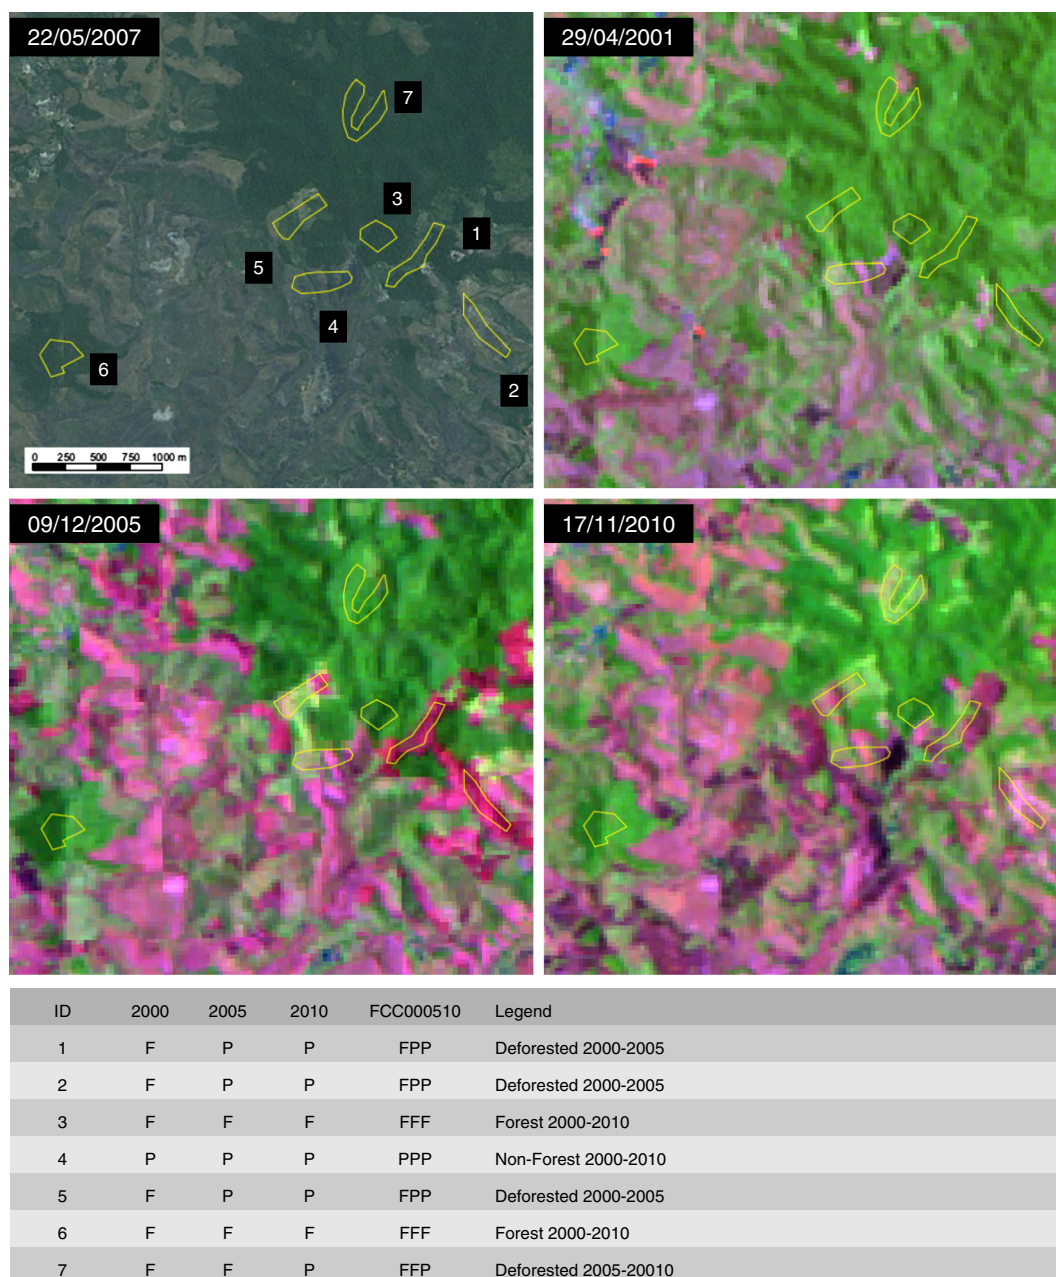 22/05/2007
29/04/2001
7
3
1
5
4
6
2
0 250 500 750 1000 m
09/12/2005
17/11/2010
ID 2000 2005 2010 FCC000510 Legend
1 F P P FPP Deforested 2000-2005
2 F P P FPP Deforested 2000-2005
3 F F F FFF Forest 2000-2010
4 P P P PPP Non-Forest 2000-2010
5 F P P FPP Deforested 2000-2005
6 F F F FFF Forest 2000-2010
7 F F P FFP Deforested 2005-20010